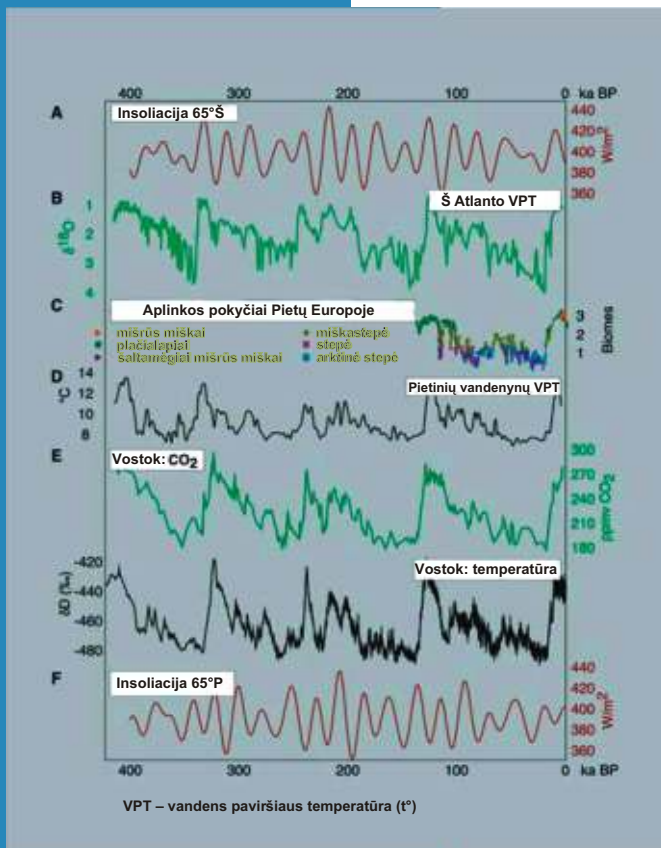 400 300 200 100 0 ka BP
A Insoliacija 65°Š
440
420
400
380
360
W/m²
B Š Atlanto VPT
1
2
3
4
δ¹⁸O
C Aplinkos pokyčiai Pietų Europoje
mišrūs miškai miškastepė
plačialapiai stepė
šaltamėgiai mišrūs miškai arktinė stepė
3
2
1
Biomes
D Pietinių vandenynų VPT
14
12
10
8
°C
E Vostok: CO₂
300
270
240
210
180
ppmv CO₂
Vostok: temperatūra
-420
-440
-460
-480
δD (‰)
F Insoliacija 65°P
440
420
400
380
360
W/m²
400 300 200 100 0 ka BP
VPT – vandens paviršiaus temperatūra (t°)